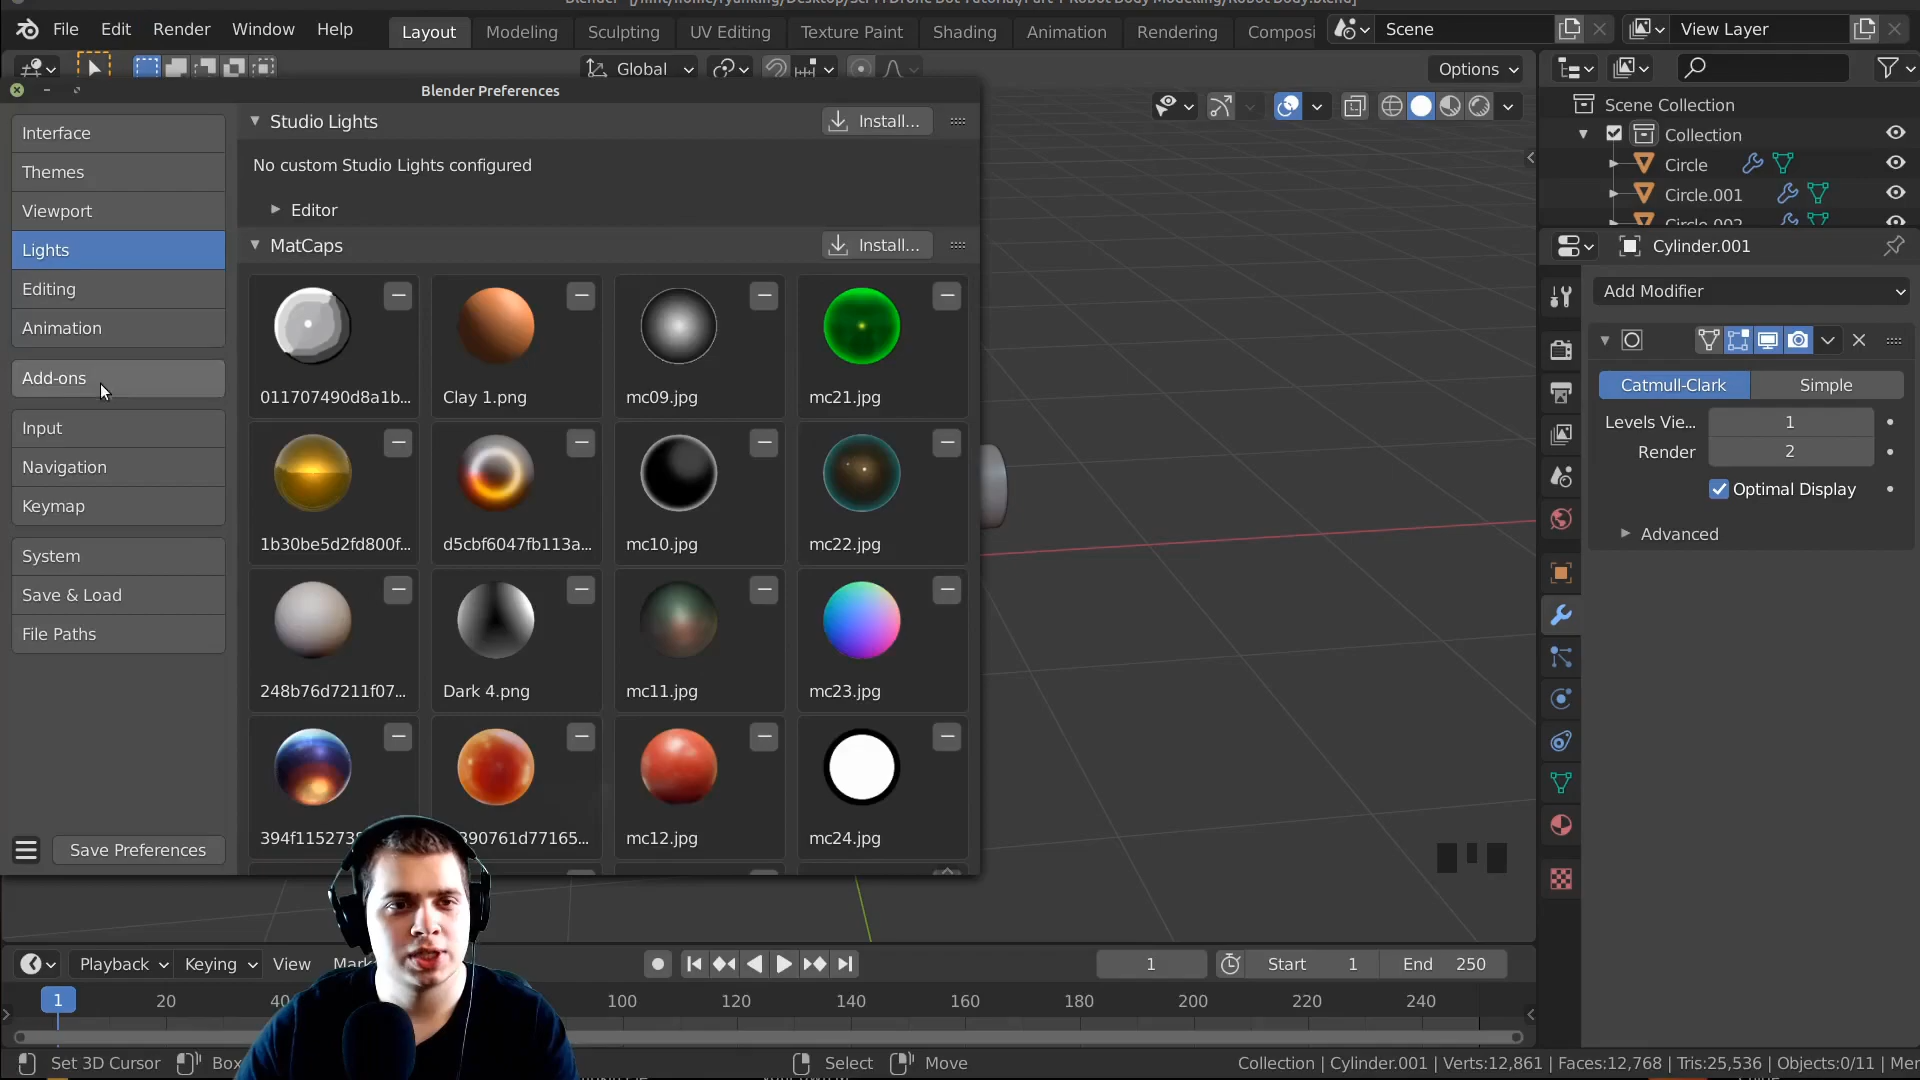 File Edit Render Window Help Layout Modeling Sculpting UV Editing Texture Paint Shading Animation Rendering Composi Scene View Layer
Global Options
Blender Preferences
Interface
Themes
Viewport
Lights
Editing
Animation
Add-ons
Input
Navigation
Keymap
System
Save & Load
File Paths
Save Preferences
Studio Lights Install...
No custom Studio Lights configured
Editor
MatCaps Install...
011707490d8a1b... Clay 1.png mc09.jpg mc21.jpg
1b30be5d2fd800f... d5cbf6047fb113a... mc10.jpg mc22.jpg
248b76d7211f07... Dark 4.png mc11.jpg mc23.jpg
394f115273 90761d77165... mc12.jpg mc24.jpg
Scene Collection
Collection
Circle
Circle.001
Circle.002
Cylinder.001
Add Modifier
Catmull-Clark Simple
Levels Vie... 1
Render 2
Optimal Display
Advanced
Playback Keying View 1 Start 1 End 250
1 20 40 100 120 140 160 180 200 220 240
Set 3D Cursor Box Select Move Collection | Cylinder.001 | Verts:12,861 | Faces:12,768 | Tris:25,536 | Objects:0/11 |